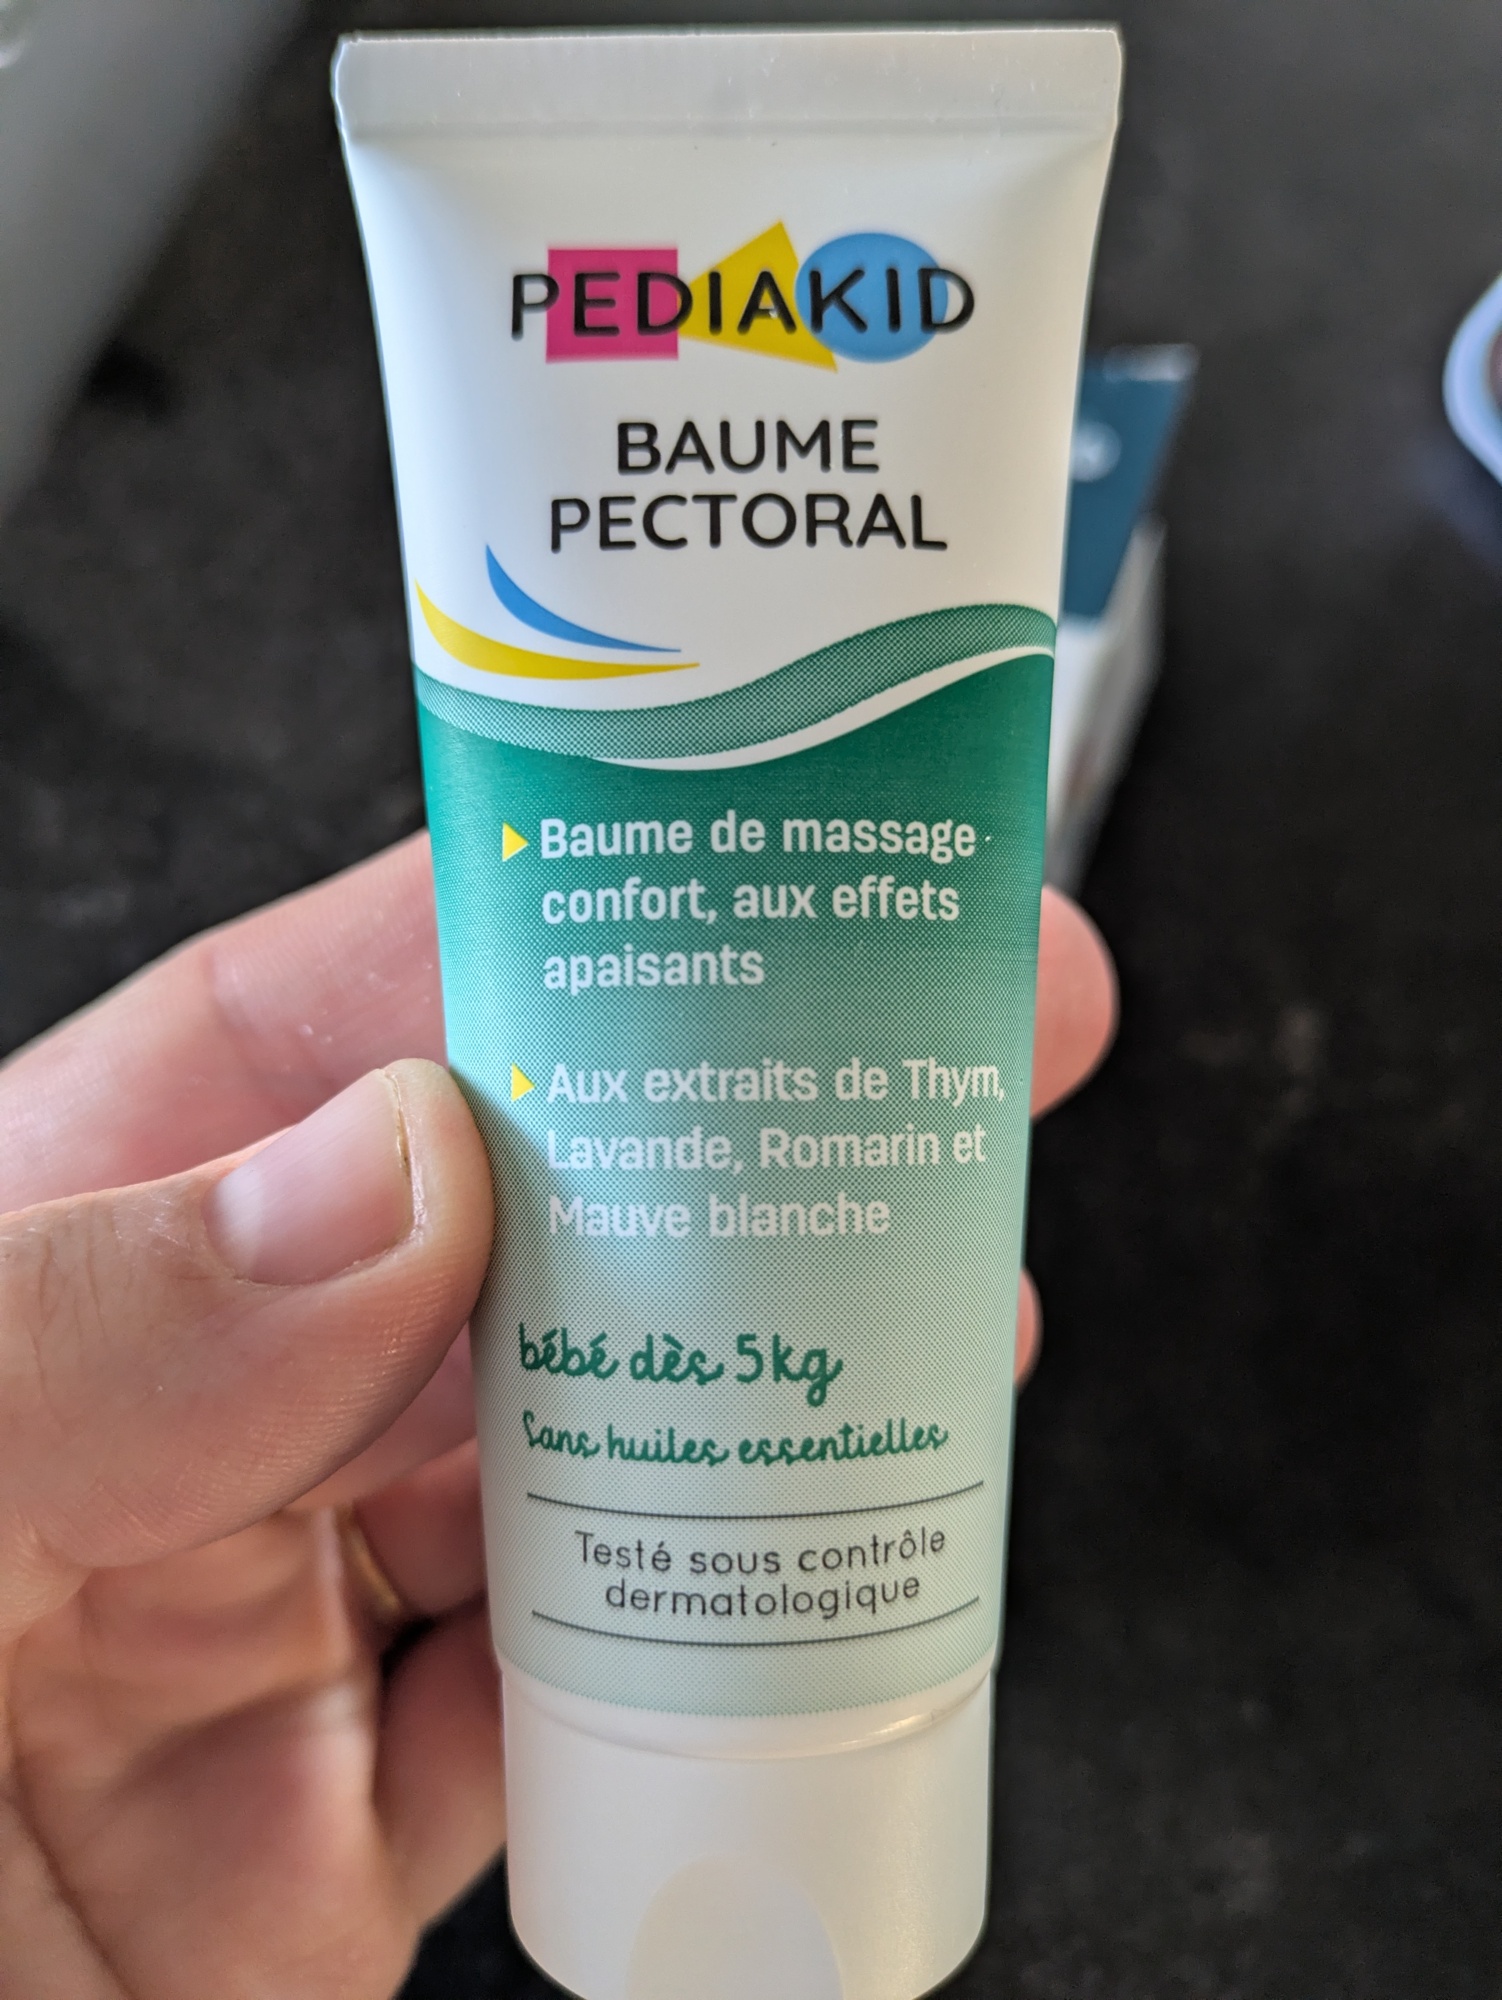 PEDIAKID
BAUME
PECTORAL
Baume de massage
confort, aux effets
apaisants
Aux extraits de Thym,
Lavande, Romarin et
Mauve blanche
bébé dès 5kg
Sans huiles essentielles
Testé sous contrôle
dermatologique